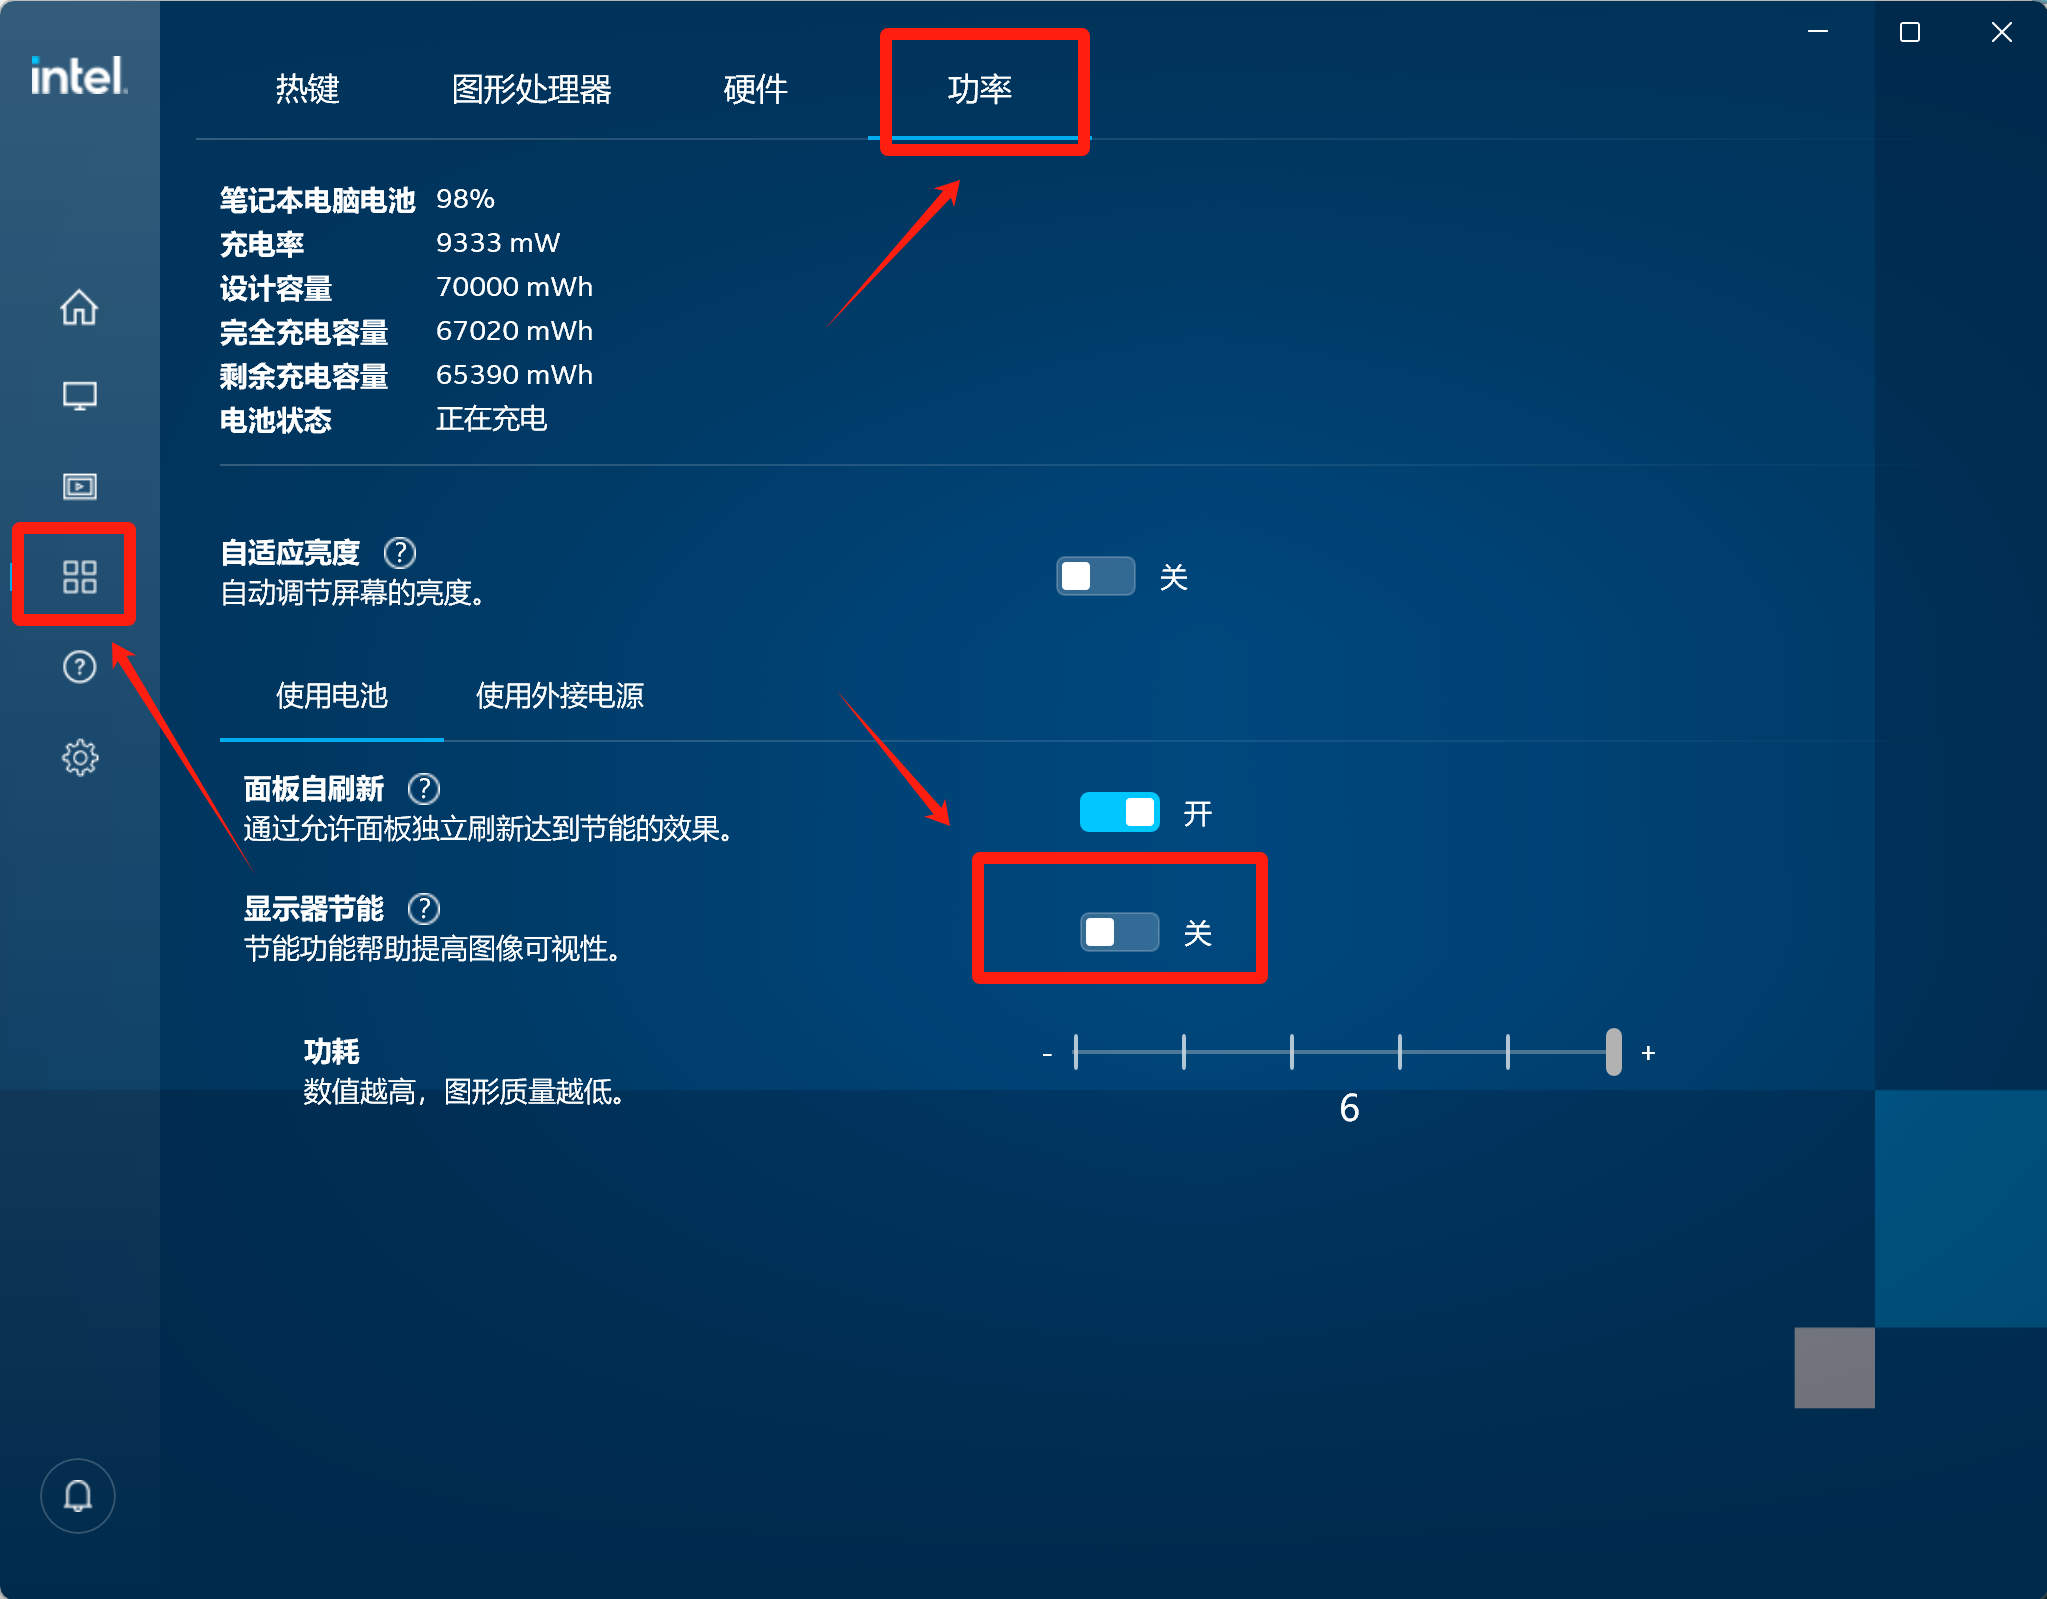 intel.
热键
图形处理器
硬件
功率
笔记本电脑电池 98%
充电率 9333 mW
设计容量 70000 mWh
完全充电容量 67020 mWh
剩余充电容量 65390 mWh
电池状态 正在充电
自适应亮度 ?
自动调节屏幕的亮度。
关
使用电池
使用外接电源
面板自刷新 ?
通过允许面板独立刷新达到节能的效果。
开
显示器节能 ?
节能功能帮助提高图像可视性。
关
功耗
数值越高，图形质量越低。
- +
6